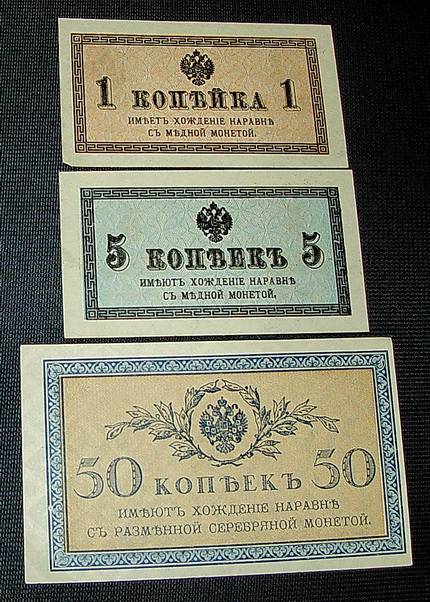 1 КОПѢЙКА 1
ИМѢЕТЪ ХОЖДЕНІЕ НАРАВНѢ
СЪ МѢДНОЙ МОНЕТОЙ.
5 КОПѢЕКЪ 5
ИМѢЮТЪ ХОЖДЕНІЕ НАРАВНѢ
СЪ МѢДНОЙ МОНЕТОЙ.
50 КОПѢЕКЪ 50
ИМѢЮТЪ ХОЖДЕНІЕ НАРАВНѢ
СЪ РАЗМѢННОЙ СЕРЕБРЯНОЙ МОНЕТОЙ.